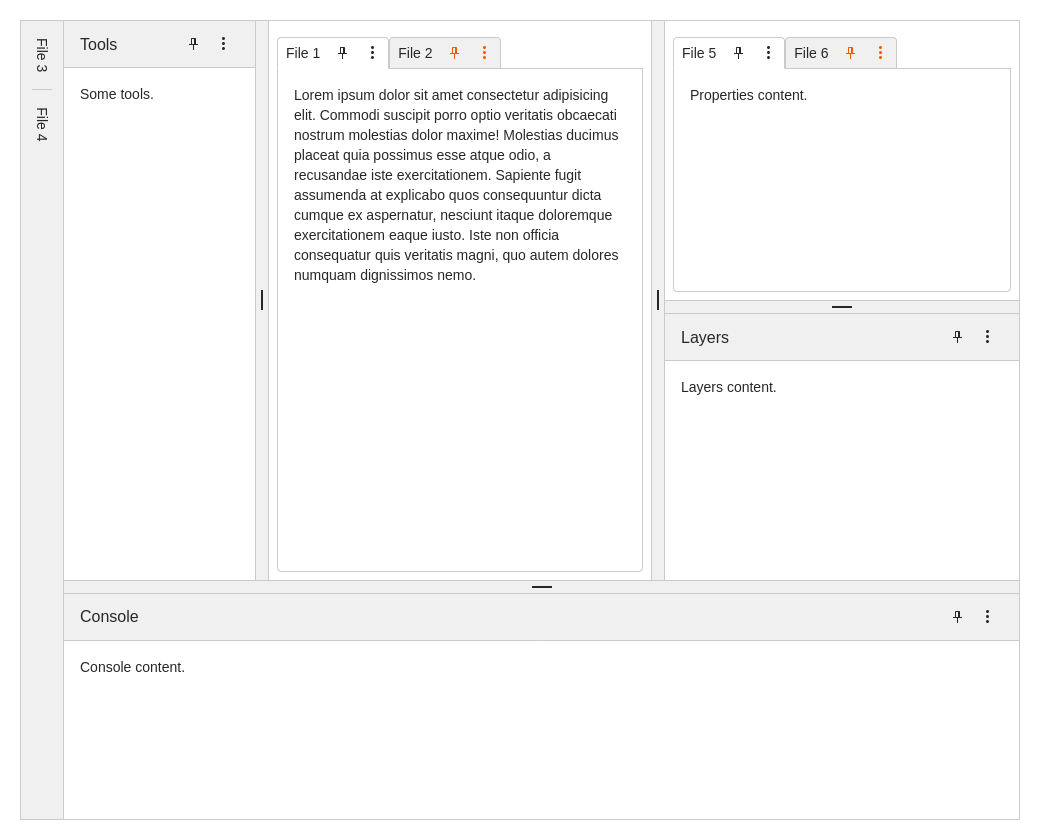 File 3
File 4
Tools
Some tools.
File 1
File 2
Lorem ipsum dolor sit amet consectetur adipisicing
elit. Commodi suscipit porro optio veritatis obcaecati
nostrum molestias dolor maxime! Molestias ducimus
placeat quia possimus esse atque odio, a
recusandae iste exercitationem. Sapiente fugit
assumenda at explicabo quos consequuntur dicta
cumque ex aspernatur, nesciunt itaque doloremque
exercitationem eaque iusto. Iste non officia
consequatur quis veritatis magni, quo autem dolores
numquam dignissimos nemo.
File 5
File 6
Properties content.
Layers
Layers content.
Console
Console content.